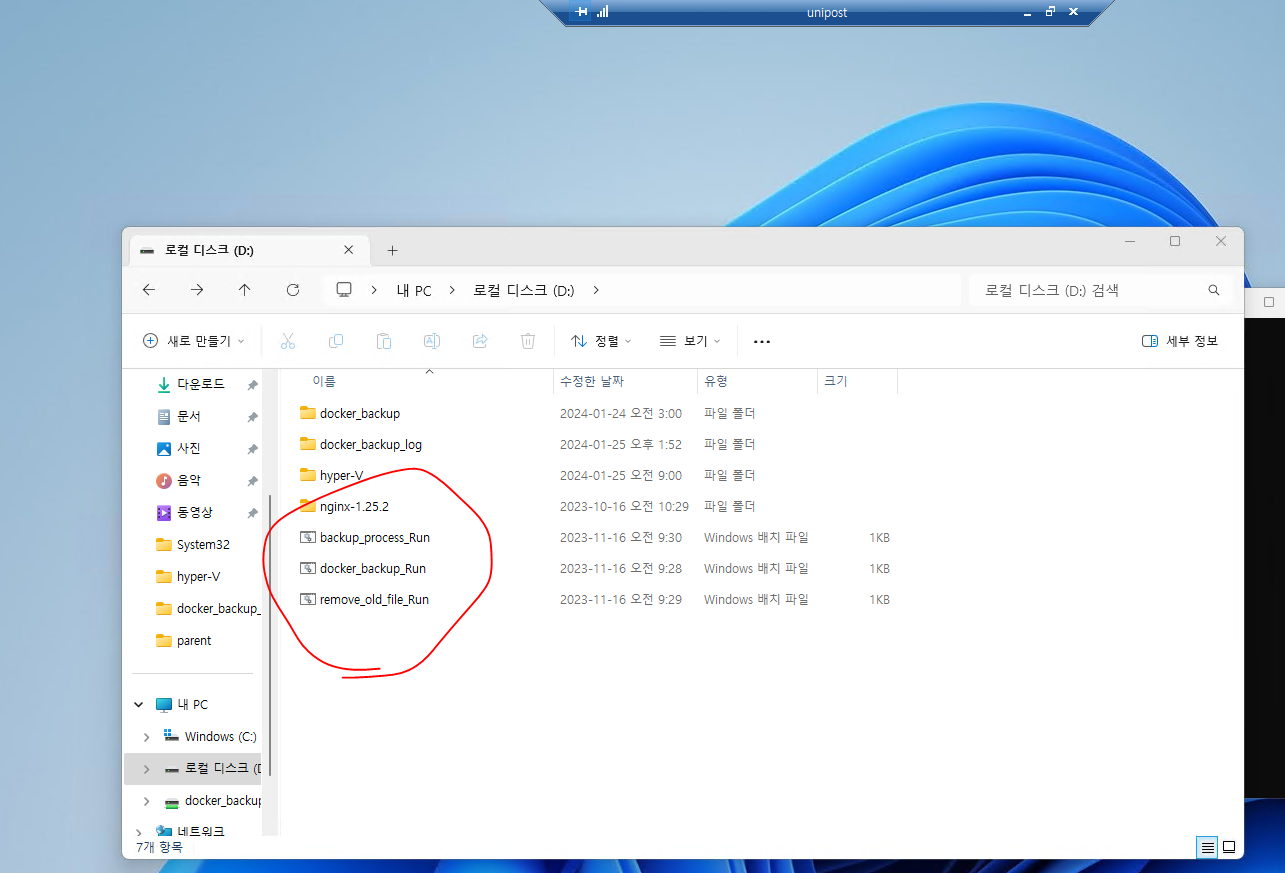 unipost
로컬 디스크 (D:)
내 PC
로컬 디스크 (D:)
로컬 디스크 (D:) 검색
새로 만들기
정렬
보기
세부 정보
이름 수정한 날짜 유형 크기
docker_backup 2024-01-24 오전 3:00 파일 폴더
docker_backup_log 2024-01-25 오후 1:52 파일 폴더
hyper-V 2024-01-25 오전 9:00 파일 폴더
nginx-1.25.2 2023-10-16 오전 10:29 파일 폴더
backup_process_Run 2023-11-16 오전 9:30 Windows 배치 파일 1KB
docker_backup_Run 2023-11-16 오전 9:28 Windows 배치 파일 1KB
remove_old_file_Run 2023-11-16 오전 9:29 Windows 배치 파일 1KB
다운로드
문서
사진
음악
동영상
System32
hyper-V
docker_backup_
parent
내 PC
Windows (C:)
로컬 디스크 (D
docker_backup
네트워크
7개 항목